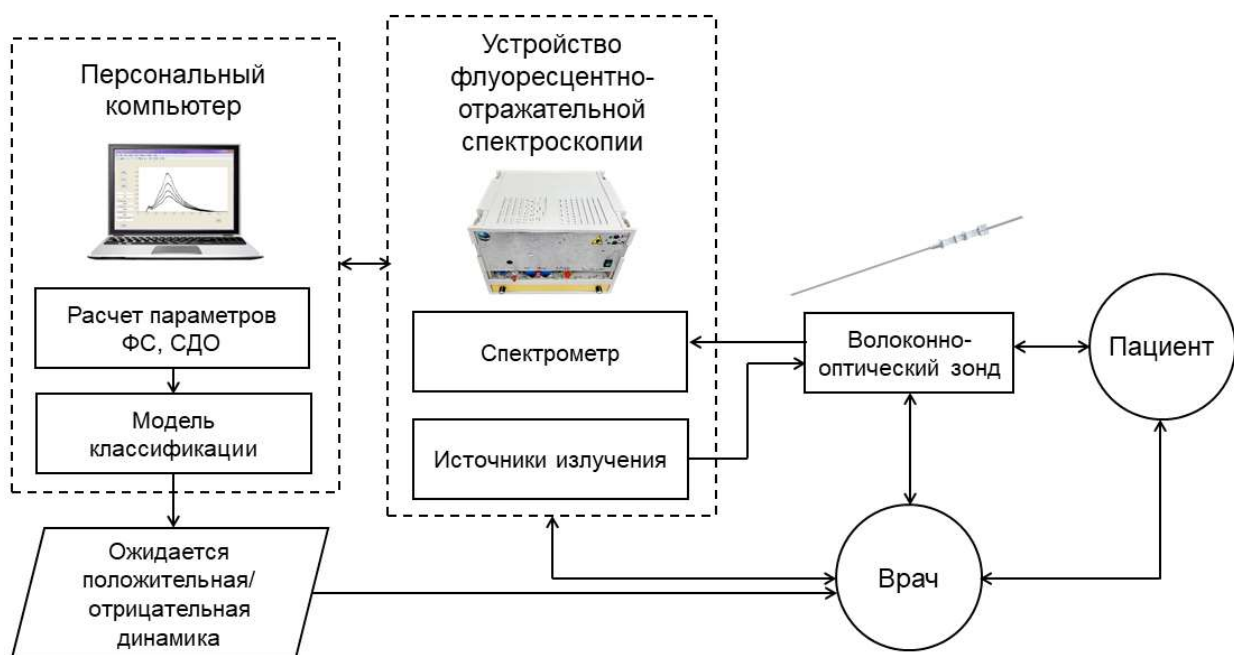 Персональный
компьютер
Расчет параметров
ФС, СДО
Модель
классификации
Ожидается
положительная/
отрицательная
динамика
Устройство
флуоресцентно-
отражательной
спектроскопии
Спектрометр
Источники излучения
Волоконно-
оптический зонд
Пациент
Врач